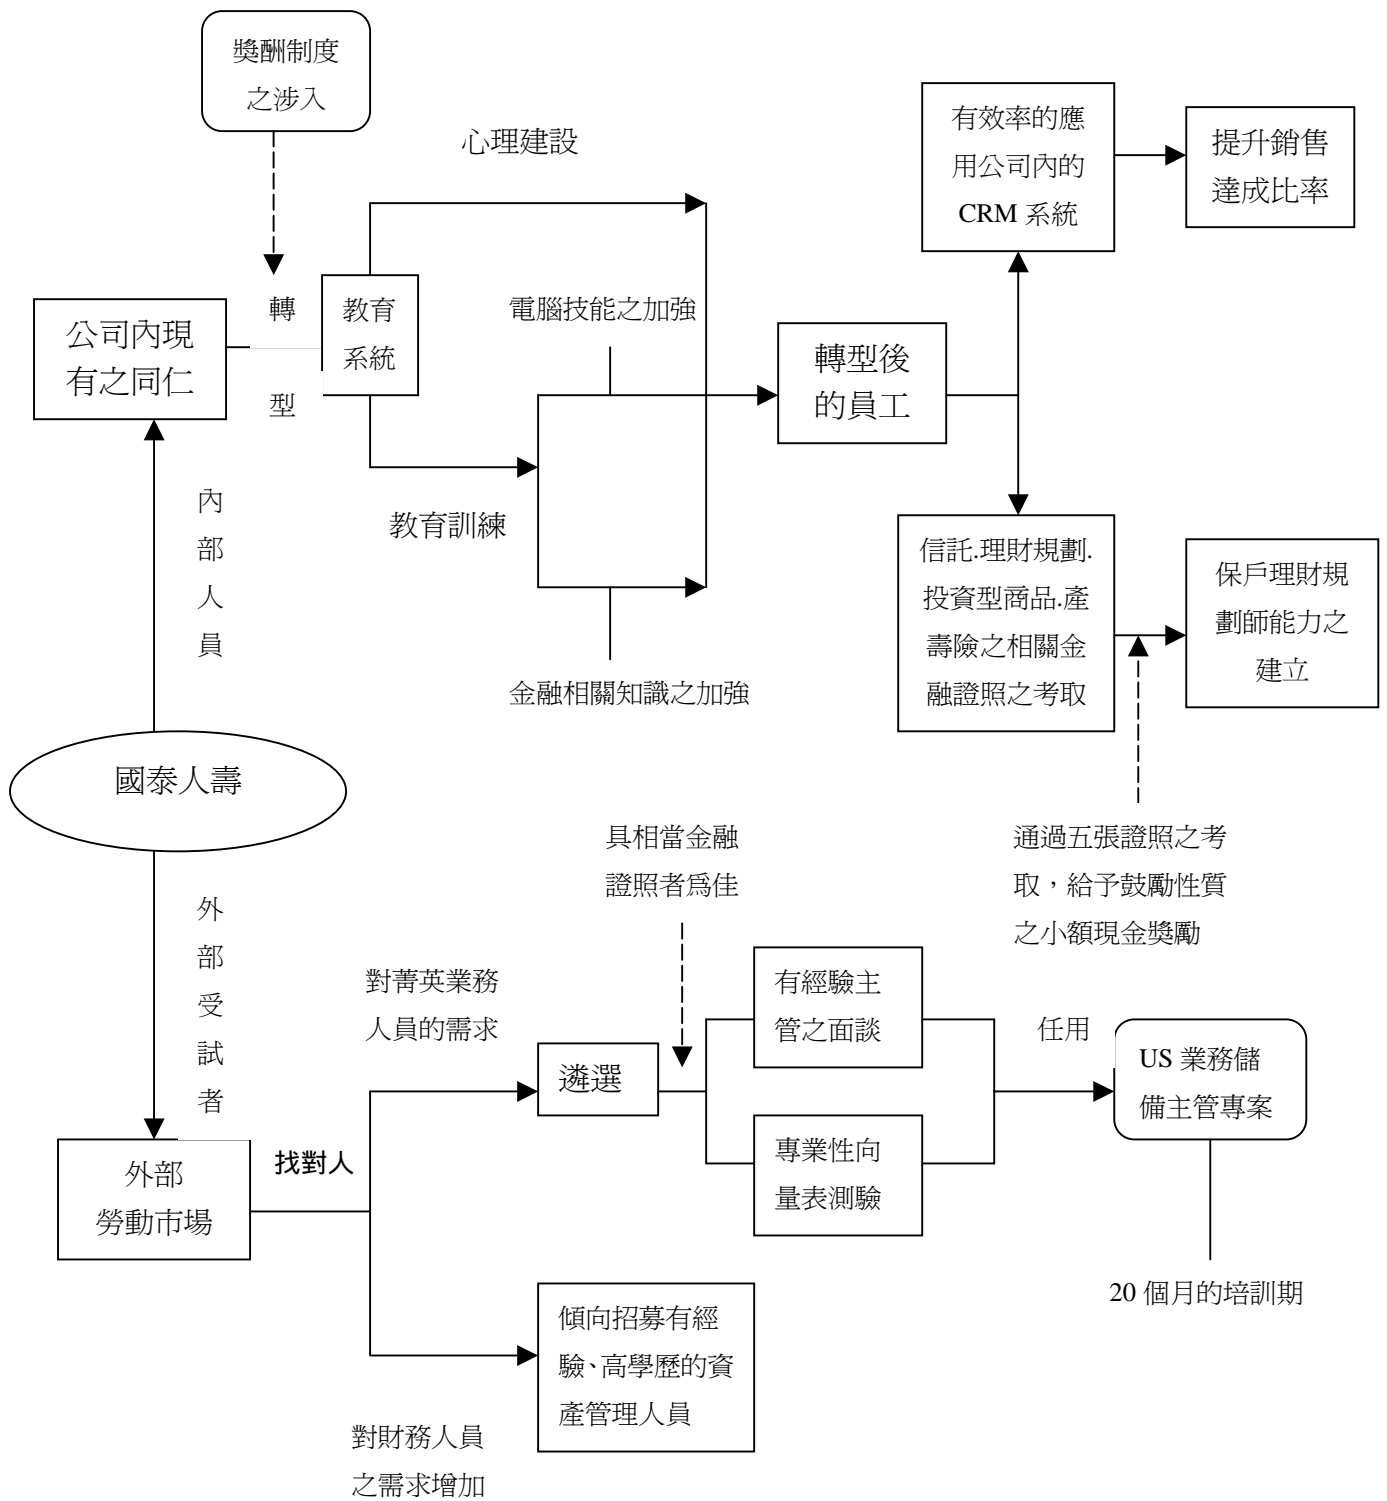 獎酬制度
之涉入
心理建設
有效率的應
用公司內的
CRM 系統
提升銷售
達成比率
公司內現
有之同仁
轉
型
教育
系統
電腦技能之加強
轉型後
的員工
內
部
人
員
教育訓練
金融相關知識之加強
信託.理財規劃.
投資型商品.產
壽險之相關金
融證照之考取
保戶理財規
劃師能力之
建立
國泰人壽
具相當金融
證照者爲佳
通過五張證照之考
取，給予鼓勵性質
之小額現金獎勵
外
部
受
試
者
對菁英業務
人員的需求
遴選
有經驗主
管之面談
專業性向
量表測驗
任用
US 業務儲
備主管專案
外部
勞動市場
找對人
20 個月的培訓期
傾向招募有經
驗、高學歷的資
產管理人員
對財務人員
之需求增加